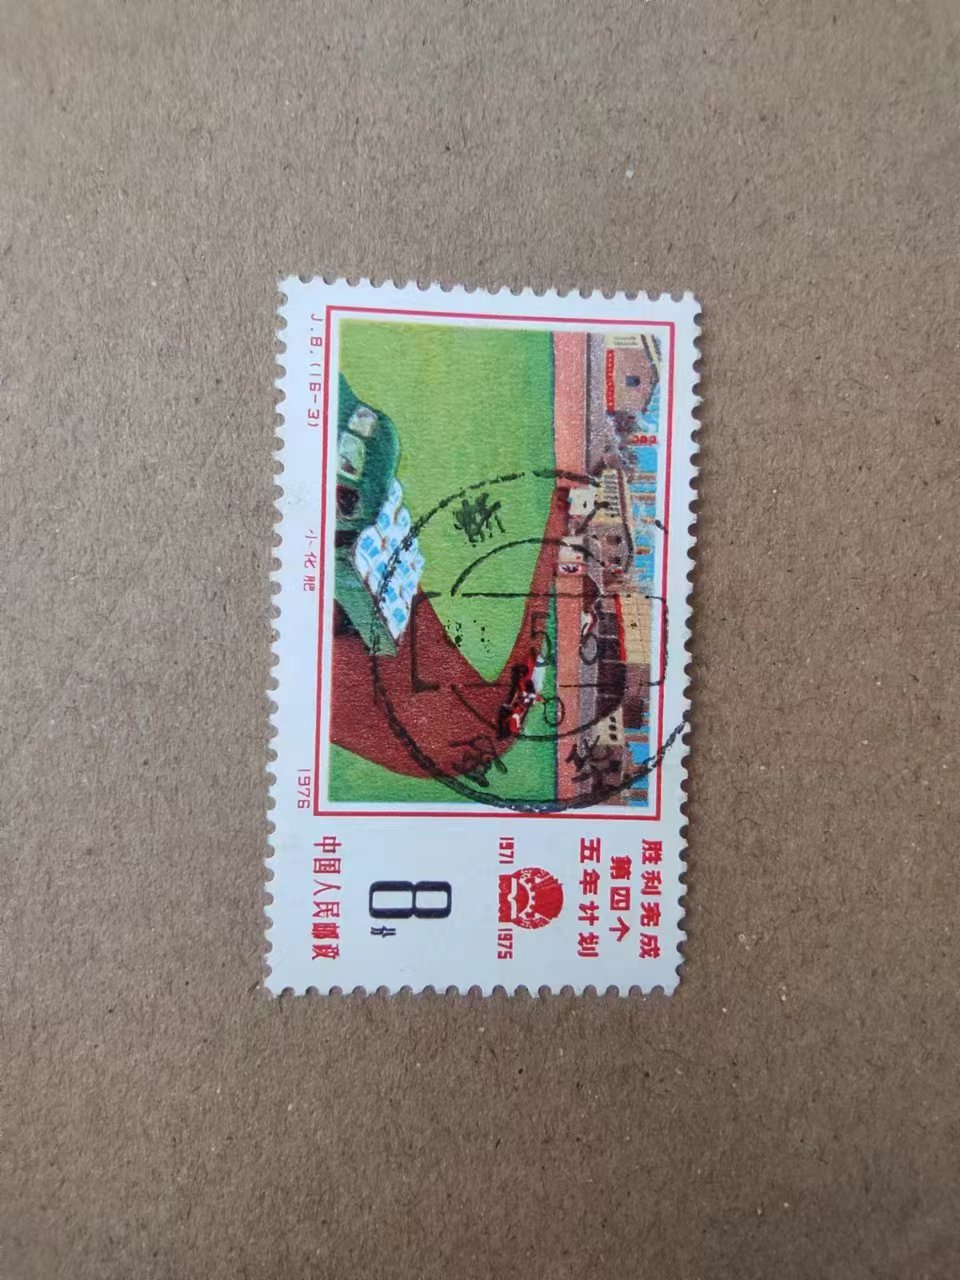 胜利完成
第四个
五年计划
1971
1975
8分
中国人民邮政
J.8.(16-3)
小化肥
1976